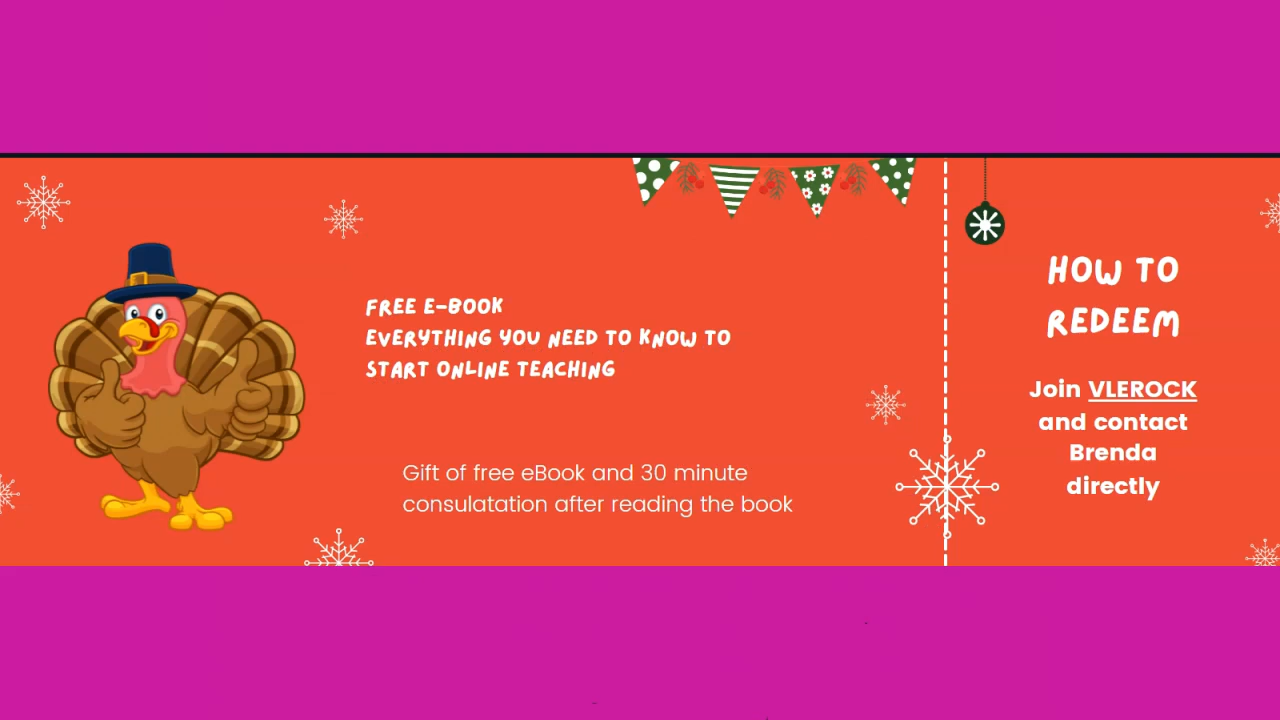 FREE E-BOOK
EVERYTHING YOU NEED TO KNOW TO
START ONLINE TEACHING
Gift of free eBook and 30 minute
consulatation after reading the book
HOW TO
REDEEM
Join VLEROCK
and contact
Brenda
directly